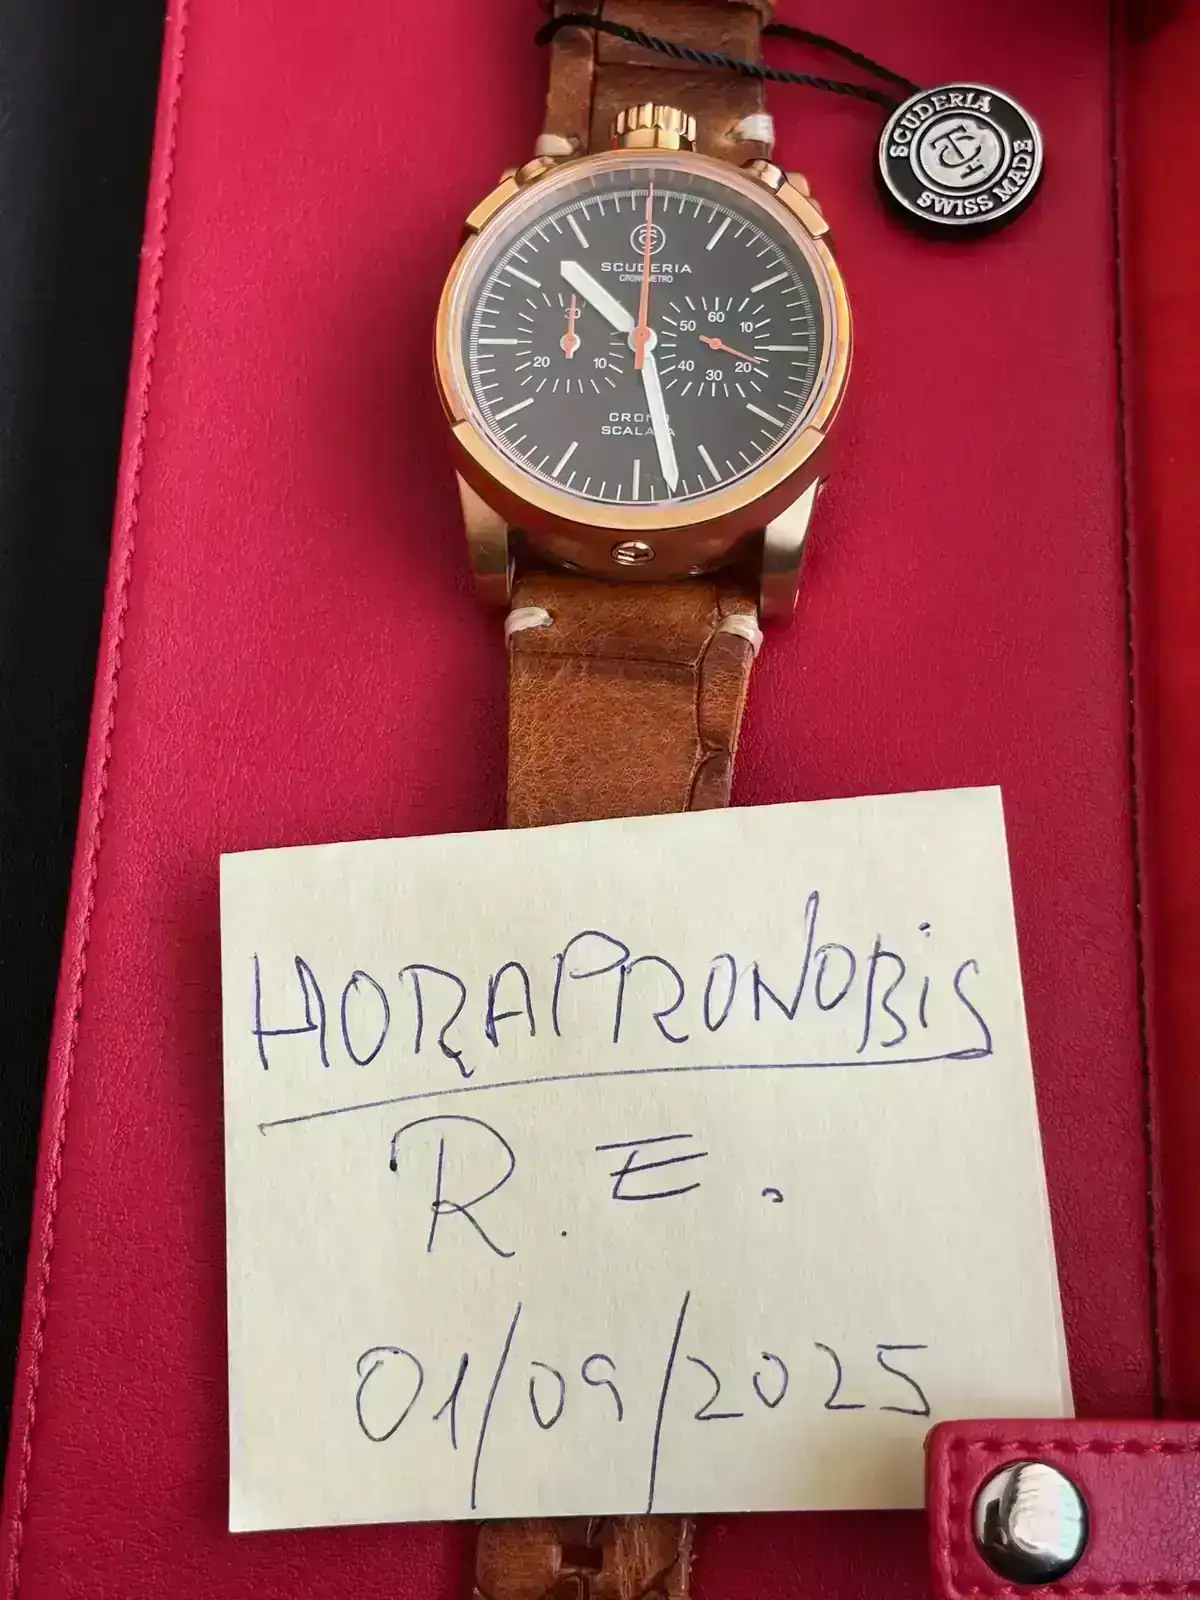 SCUDERIA
SWISS MADE
SCUDERIA
CRONOMETRO
30
20
10
60
50
10
40
20
30
CRONO
SCALATA
HORAPRONOBiS
R.E.
01/09/2025